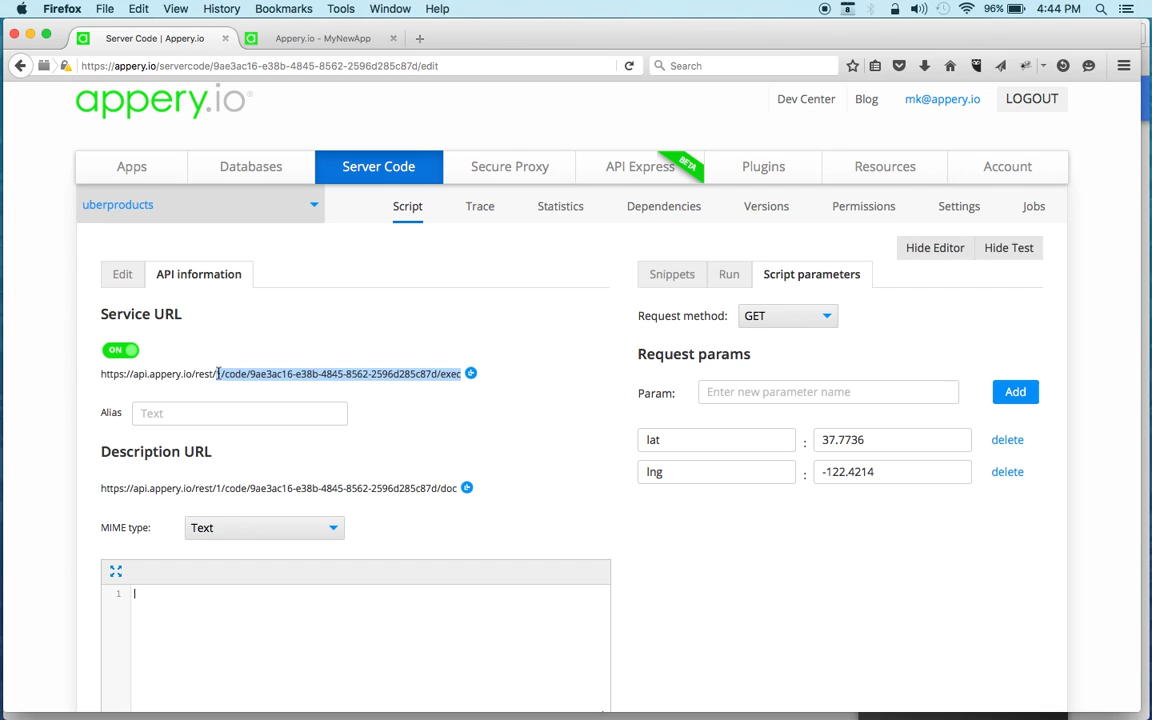 Firefox File Edit View History Bookmarks Tools Window Help 8 96% 4:44 PM
Server Code | Appery.io Appery.io - MyNewApp
https://appery.io/servercode/9ae3ac16-e38b-4845-8562-2596d285c87d/edit Search
appery.io® Dev Center Blog mk@appery.io LOGOUT
Apps Databases Server Code Secure Proxy API Express BETA Plugins Resources Account
uberproducts Script Trace Statistics Dependencies Versions Permissions Settings Jobs
Hide Editor Hide Test
Edit API information Snippets Run Script parameters
Service URL Request method: GET
ON Request params
https://api.appery.io/rest/1/code/9ae3ac16-e38b-4845-8562-2596d285c87d/exec
Param: Enter new parameter name Add
Alias Text
lat : 37.7736 delete
Description URL lng : -122.4214 delete
https://api.appery.io/rest/1/code/9ae3ac16-e38b-4845-8562-2596d285c87d/doc
MIME type: Text
1